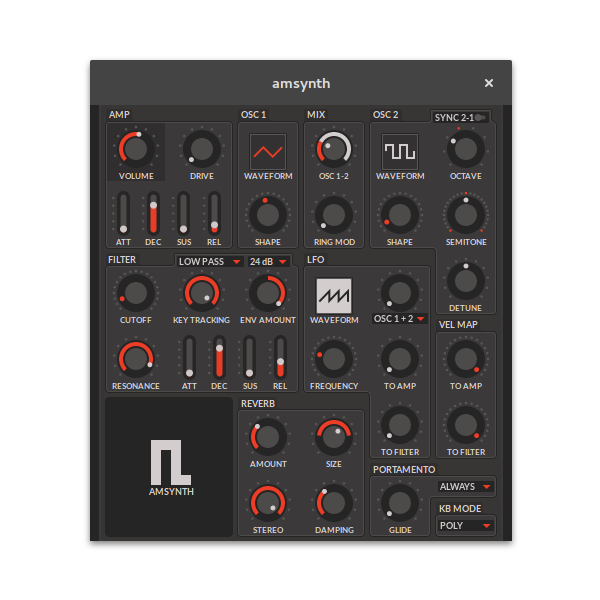 amsynth
AMP
OSC 1
MIX
OSC 2
SYNC 2-1
VOLUME
DRIVE
WAVEFORM
OSC 1-2
WAVEFORM
OCTAVE
ATT
DEC
SUS
REL
SHAPE
RING MOD
SHAPE
SEMITONE
FILTER
LOW PASS
24 dB
LFO
CUTOFF
KEY TRACKING
ENV AMOUNT
WAVEFORM
OSC 1 + 2
DETUNE
VEL MAP
RESONANCE
ATT
DEC
SUS
REL
FREQUENCY
TO AMP
TO AMP
REVERB
AMOUNT
SIZE
TO FILTER
TO FILTER
PORTAMENTO
ALWAYS
AMSYNTH
STEREO
DAMPING
GLIDE
KB MODE
POLY